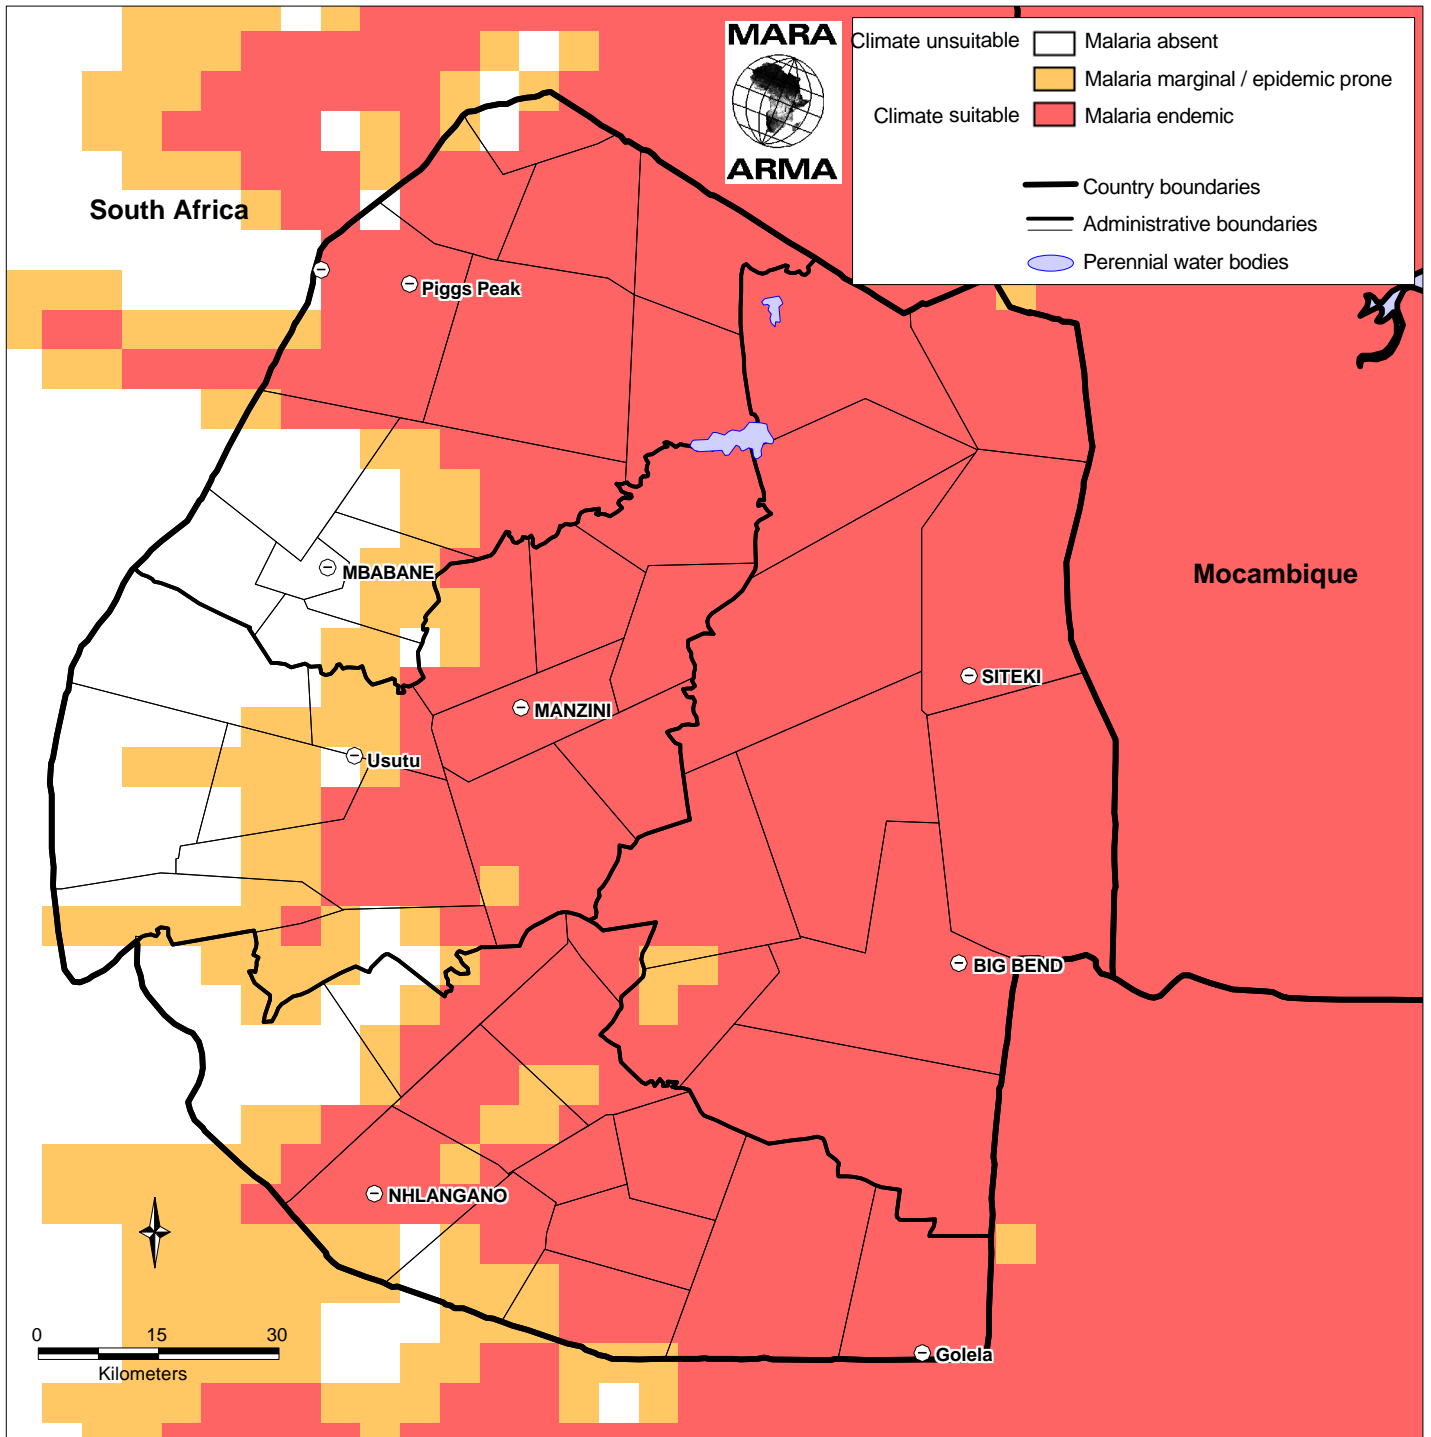 MARA
ARMA
Climate unsuitable Malaria absent
Malaria marginal / epidemic prone
Climate suitable Malaria endemic
Country boundaries
Administrative boundaries
Perennial water bodies
South Africa
Piggs Peak
MBABANE
Mocambique
SITEKI
MANZINI
Usutu
BIG BEND
NHLANGANO
Golela
0 15 30
Kilometers